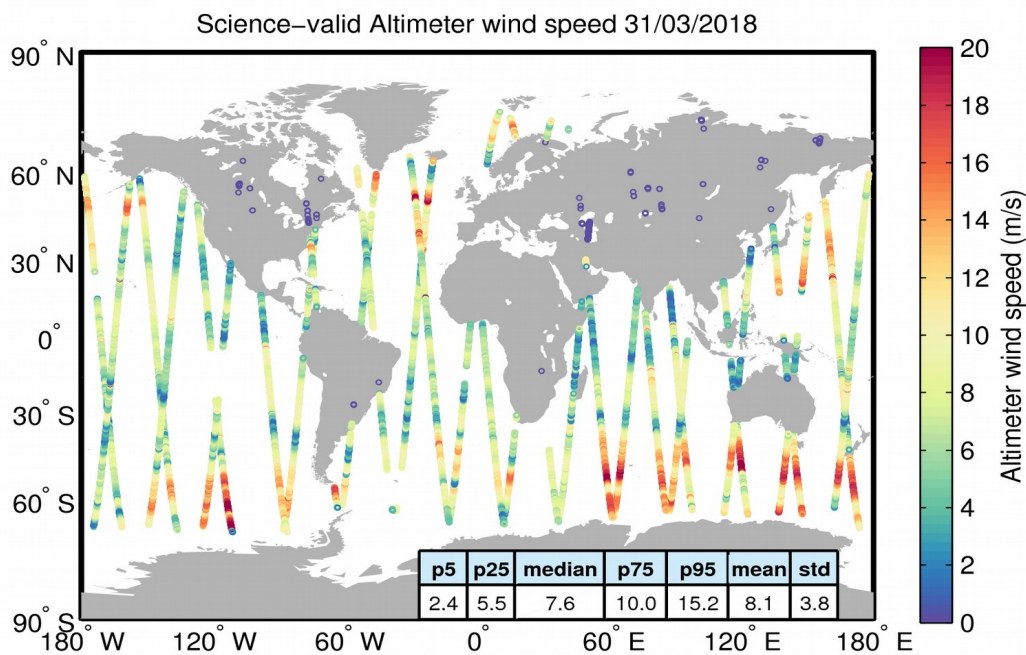 Science−valid Altimeter wind speed 31/03/2018
90° N
60° N
30° N
0°
30° S
60° S
90° S
180° W
120° W
60° W
0°
60° E
120° E
180° E
p5 p25 median p75 p95 mean std
2.4 5.5 7.6 10.0 15.2 8.1 3.8
20
18
16
14
12
10
8
6
4
2
0
Altimeter wind speed (m/s)